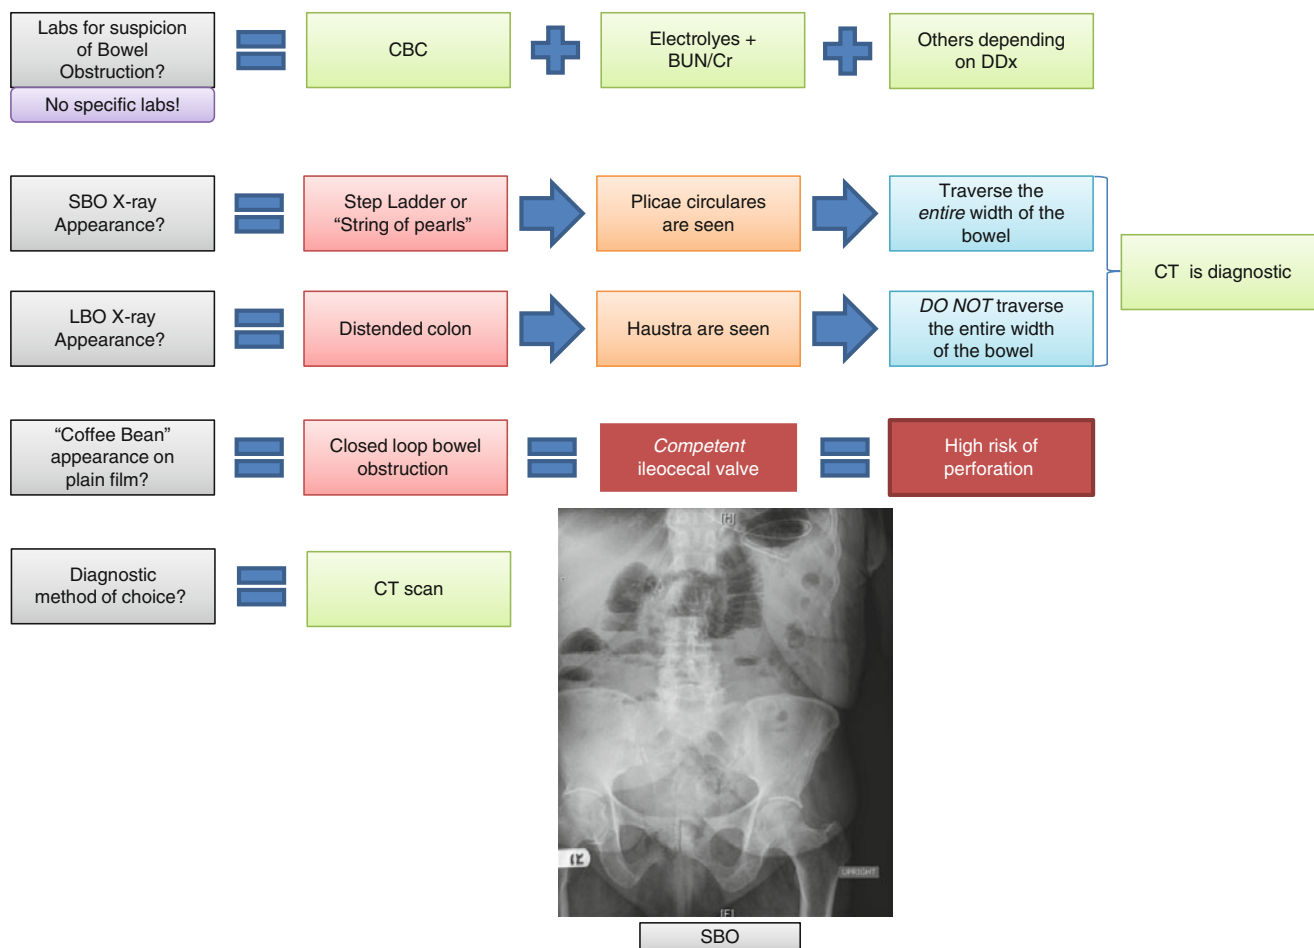 Labs for suspicion
of Bowel
Obstruction?
No specific labs!
CBC
Electrolyes +
BUN/Cr
Others depending
on DDx
SBO X-ray
Appearance?
Step Ladder or
“String of pearls”
Plicae circulares
are seen
Traverse the
entire width of the
bowel
LBO X-ray
Appearance?
Distended colon
Haustra are seen
DO NOT traverse
the entire width
of the bowel
CT is diagnostic
“Coffee Bean”
appearance on
plain film?
Closed loop bowel
obstruction
Competent
ileocecal valve
High risk of
perforation
Diagnostic
method of choice?
CT scan
[H]
UPRIGHT
[F]
SBO